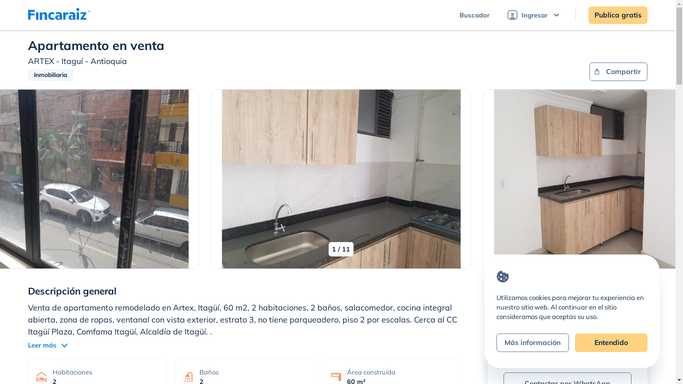 Fincaraiz
Buscador
Ingresar
Publica gratis
Apartamento en venta
ARTEX - Itaguí - Antioquia
Inmobiliaria
Compartir
1 / 11
Descripción general
Venta de apartamento remodelado en Artex, Itagüí, 60 m2, 2 habitaciones, 2 baños, salacomedor, cocina integral
abierta, zona de ropas, ventanal con vista exterior, estrato 3, no tiene parqueadero, piso 2 por escalas. Cerca al CC
Itagüí Plaza, Comfama Itagüí, Alcaldía de Itagüí. .
Leer más
Habitaciones
2
Baños
2
Área construida
60 m²
Utilizamos cookies para mejorar tu experiencia en
nuestro sitio web. Al continuar en el sitio
consideramos que aceptas su uso.
Más información
Entendido
Contactar por WhatsApp